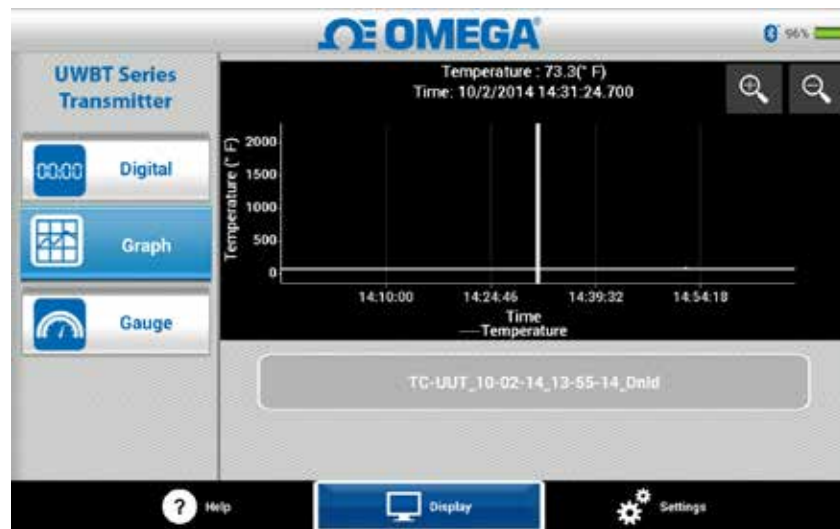 ΩE OMEGA
96%
UWBT Series
Transmitter
00:00
Digital
Graph
Gauge
Temperature : 73.3(° F)
Time: 10/2/2014 14:31:24.700
Temperature (° F)
2000
1500
1000
500
0
14:10:00 14:24:46 14:39:32 14:54:18
Time
Temperature
TC-UUT_10-02-14_13-55-14_Dnld
? Help
Display
Settings